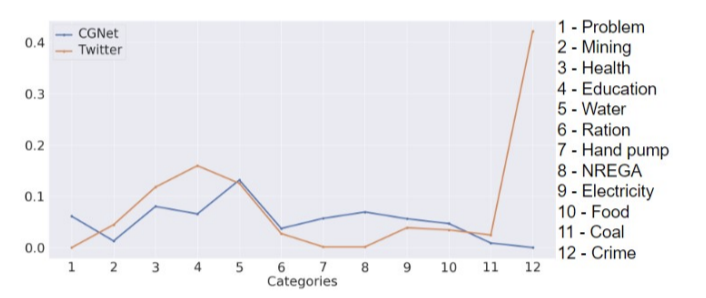 CGNet
Twitter
0.4
0.3
0.2
0.1
0.0
1 2 3 4 5 6 7 8 9 10 11 12
Categories
1 - Problem
2 - Mining
3 - Health
4 - Education
5 - Water
6 - Ration
7 - Hand pump
8 - NREGA
9 - Electricity
10 - Food
11 - Coal
12 - Crime